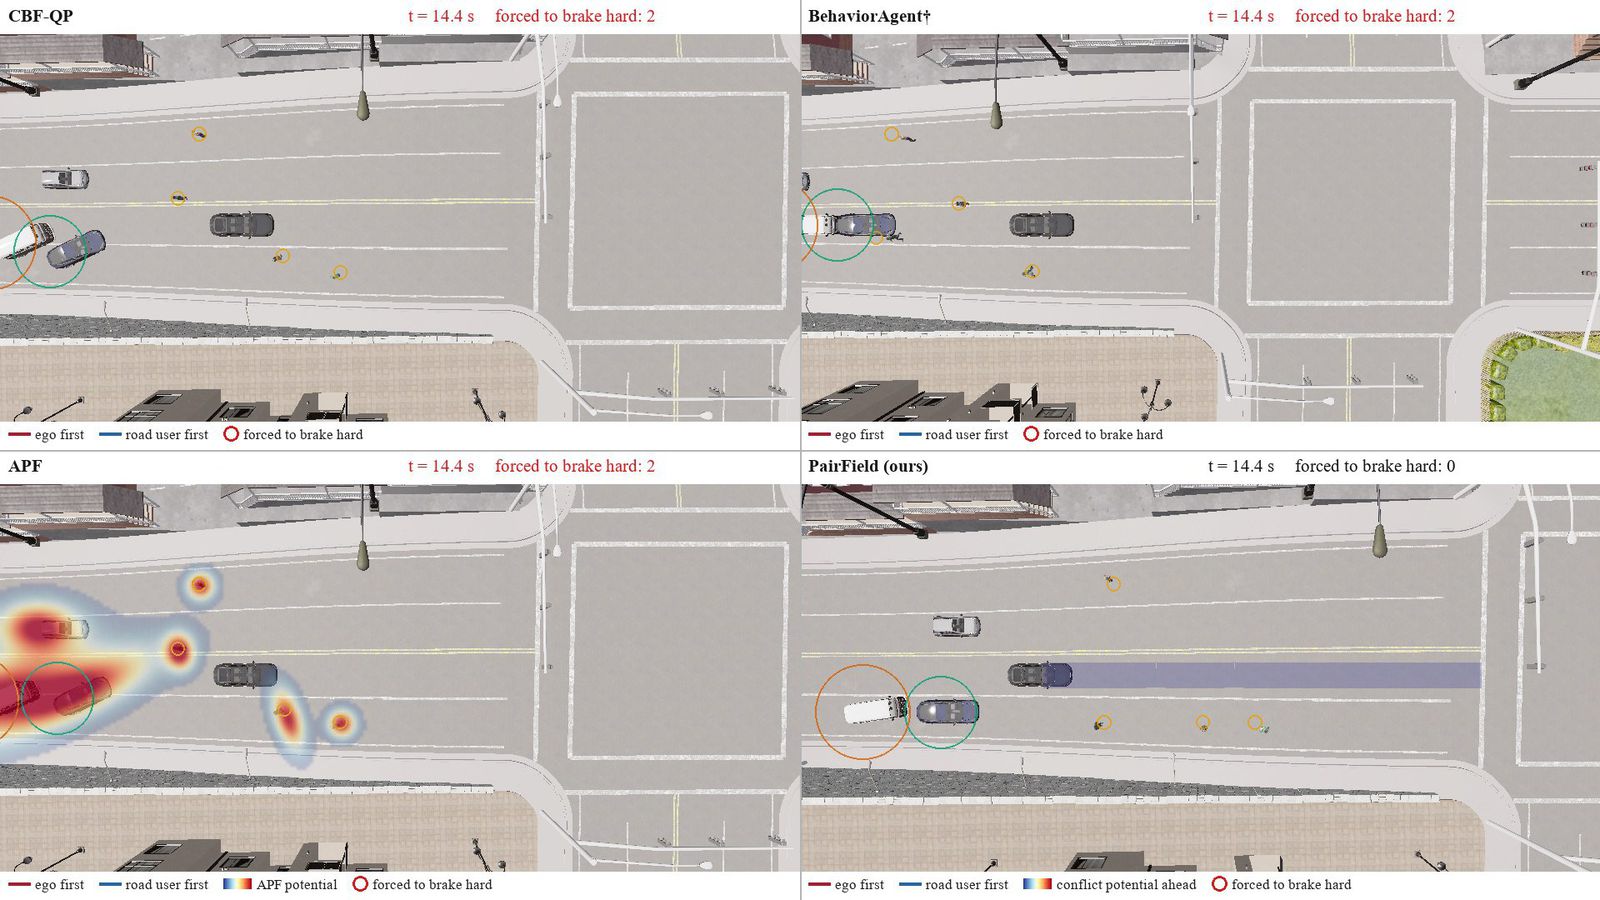 CBF-QP t = 14.4 s forced to brake hard: 2
ego first road user first forced to brake hard
BehaviorAgent† t = 14.4 s forced to brake hard: 2
ego first road user first forced to brake hard
APF t = 14.4 s forced to brake hard: 2
ego first road user first APF potential forced to brake hard
PairField (ours) t = 14.4 s forced to brake hard: 0
ego first road user first conflict potential ahead forced to brake hard